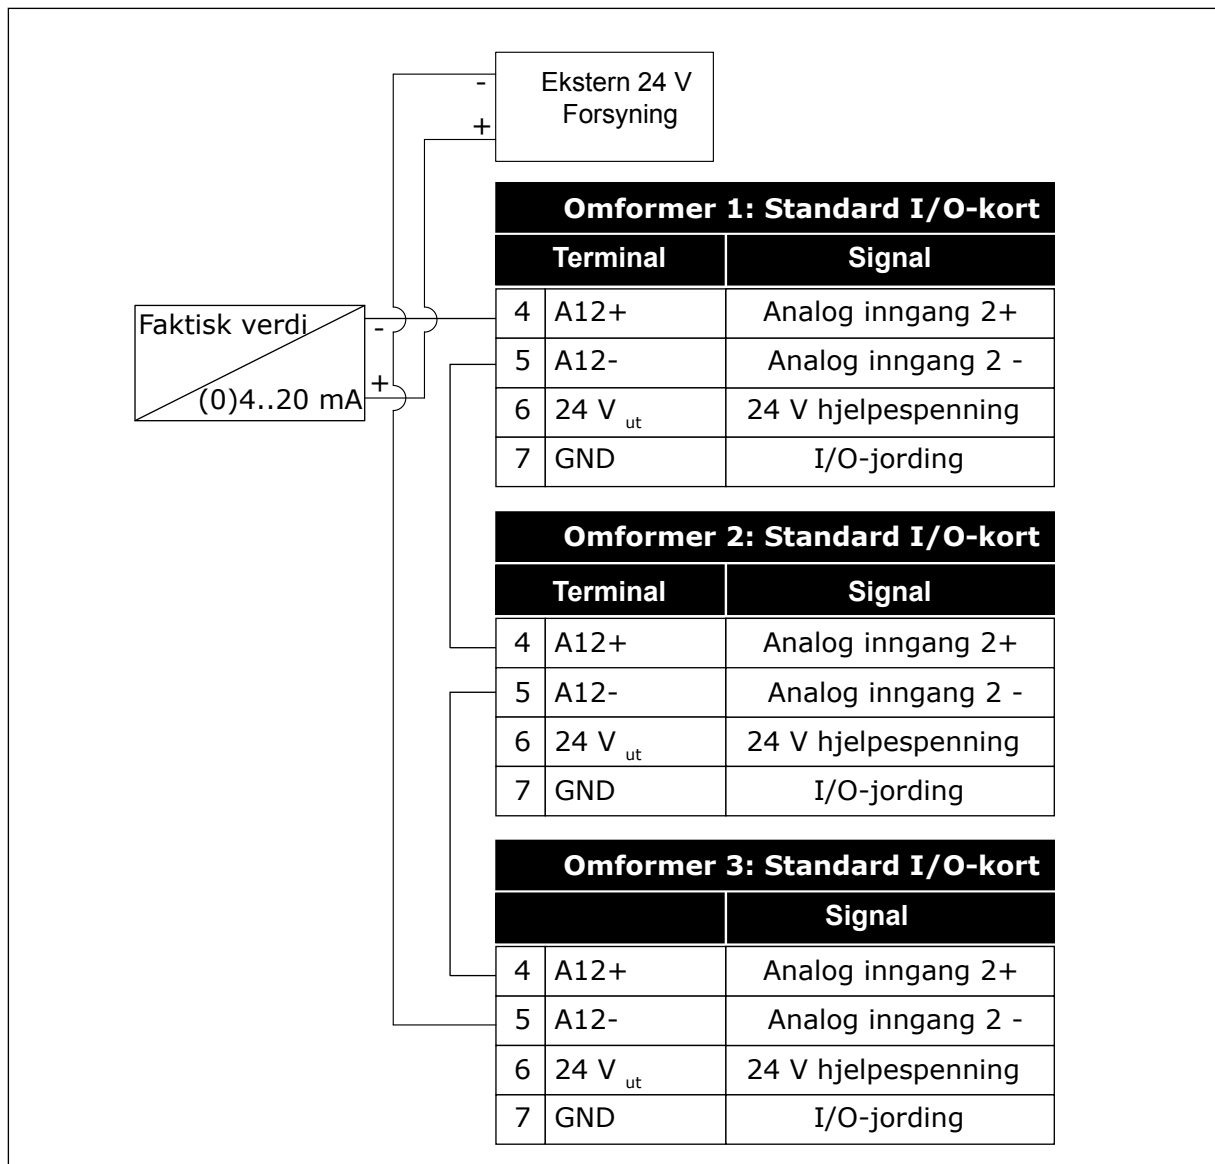 -
Ekstern 24 V
Forsyning
+
Omformer 1: Standard I/O-kort
Terminal Signal
Faktisk verdi -
(0)4..20 mA +
4 A12+ Analog inngang 2+
5 A12- Analog inngang 2 -
6 24 V ut 24 V hjelpespenning
7 GND I/O-jording
Omformer 2: Standard I/O-kort
Terminal Signal
4 A12+ Analog inngang 2+
5 A12- Analog inngang 2 -
6 24 V ut 24 V hjelpespenning
7 GND I/O-jording
Omformer 3: Standard I/O-kort
Signal
4 A12+ Analog inngang 2+
5 A12- Analog inngang 2 -
6 24 V ut 24 V hjelpespenning
7 GND I/O-jording